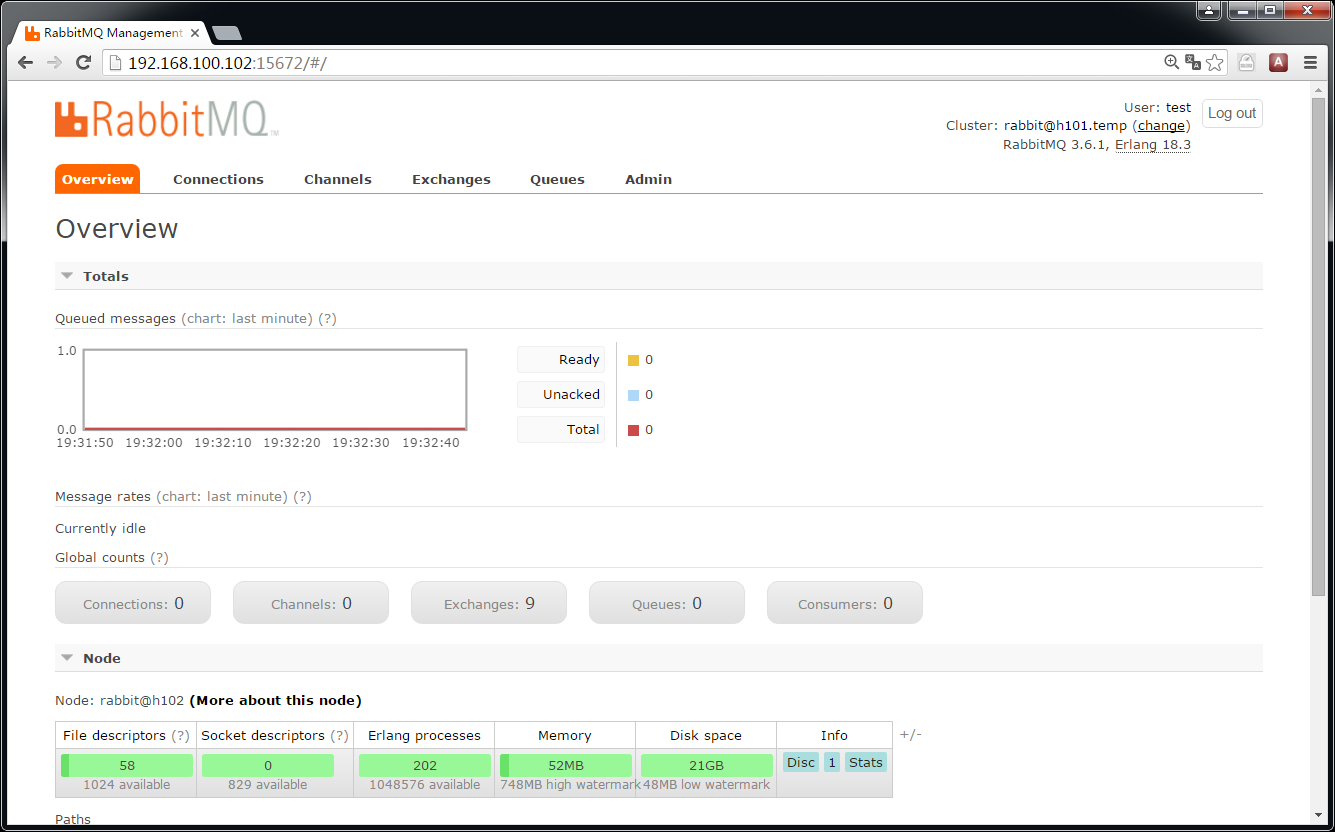 RabbitMQ Management
192.168.100.102:15672/#/
RabbitMQ™
User: test
Log out
Cluster: rabbit@h101.temp (change)
RabbitMQ 3.6.1, Erlang 18.3
Overview Connections Channels Exchanges Queues Admin
Overview
Totals
Queued messages (chart: last minute) (?)
1.0
0.0
19:31:50 19:32:00 19:32:10 19:32:20 19:32:30 19:32:40
Ready 0
Unacked 0
Total 0
Message rates (chart: last minute) (?)
Currently idle
Global counts (?)
Connections: 0 Channels: 0 Exchanges: 9 Queues: 0 Consumers: 0
Node
Node: rabbit@h102 (More about this node)
File descriptors (?) Socket descriptors (?) Erlang processes Memory Disk space Info +/-
58 0 202 52MB 21GB Disc 1 Stats
1024 available 829 available 1048576 available 748MB high watermark 48MB low watermark
Paths